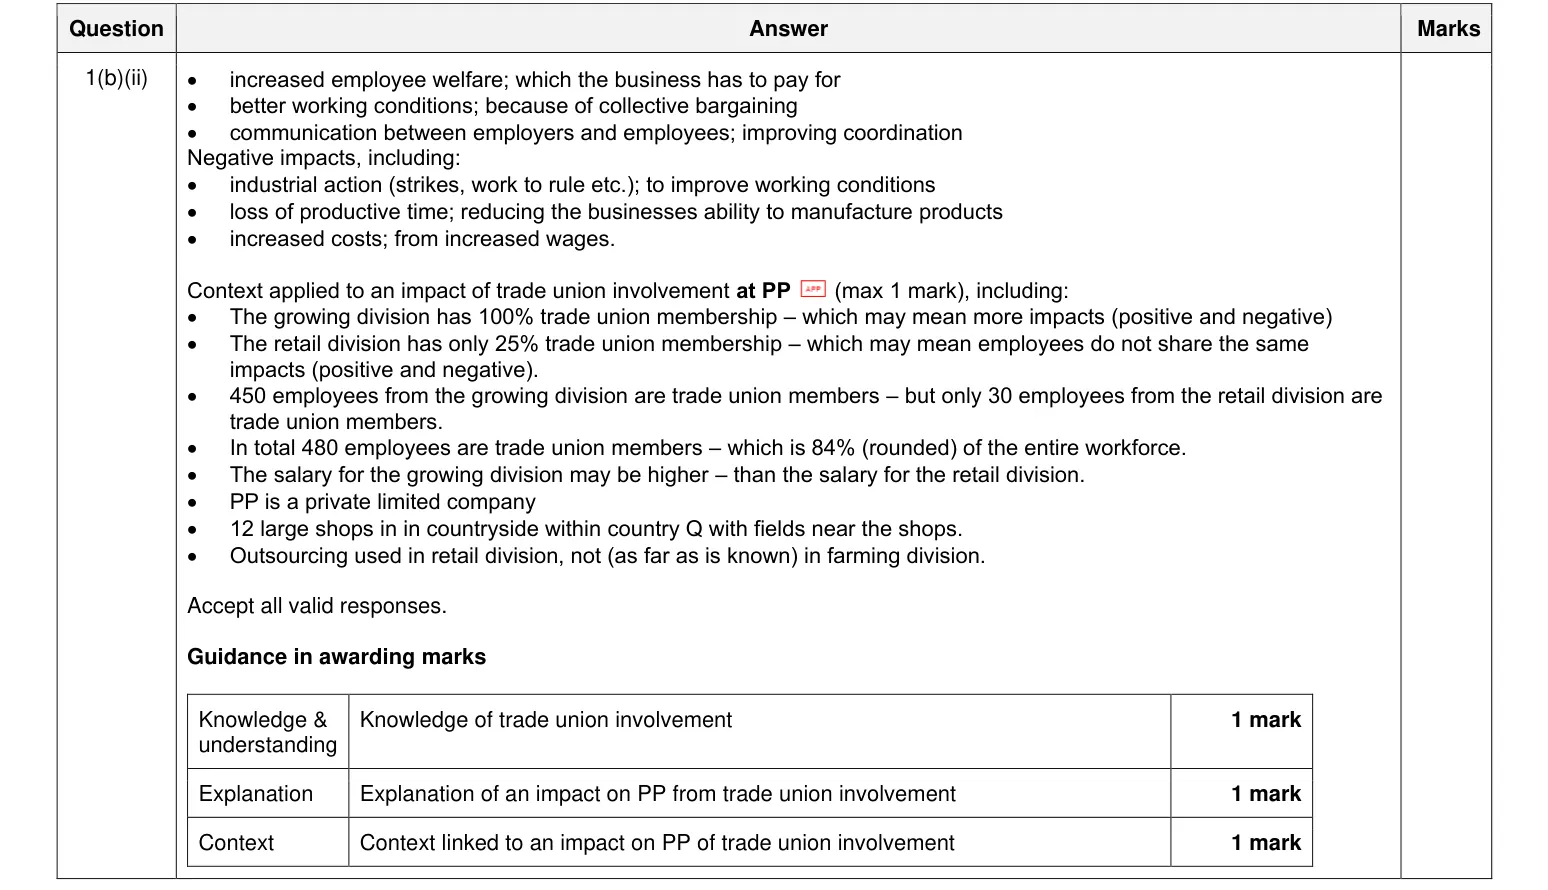 Question Answer Marks
1(b)(ii)
• increased employee welfare; which the business has to pay for
• better working conditions; because of collective bargaining
• communication between employers and employees; improving coordination
Negative impacts, including:
• industrial action (strikes, work to rule etc.); to improve working conditions
• loss of productive time; reducing the businesses ability to manufacture products
• increased costs; from increased wages.
Context applied to an impact of trade union involvement at PP APP (max 1 mark), including:
• The growing division has 100% trade union membership – which may mean more impacts (positive and negative)
• The retail division has only 25% trade union membership – which may mean employees do not share the same
impacts (positive and negative).
• 450 employees from the growing division are trade union members – but only 30 employees from the retail division are
trade union members.
• In total 480 employees are trade union members – which is 84% (rounded) of the entire workforce.
• The salary for the growing division may be higher – than the salary for the retail division.
• PP is a private limited company
• 12 large shops in in countryside within country Q with fields near the shops.
• Outsourcing used in retail division, not (as far as is known) in farming division.
Accept all valid responses.
Guidance in awarding marks
Knowledge & understanding Knowledge of trade union involvement 1 mark
Explanation Explanation of an impact on PP from trade union involvement 1 mark
Context Context linked to an impact on PP of trade union involvement 1 mark